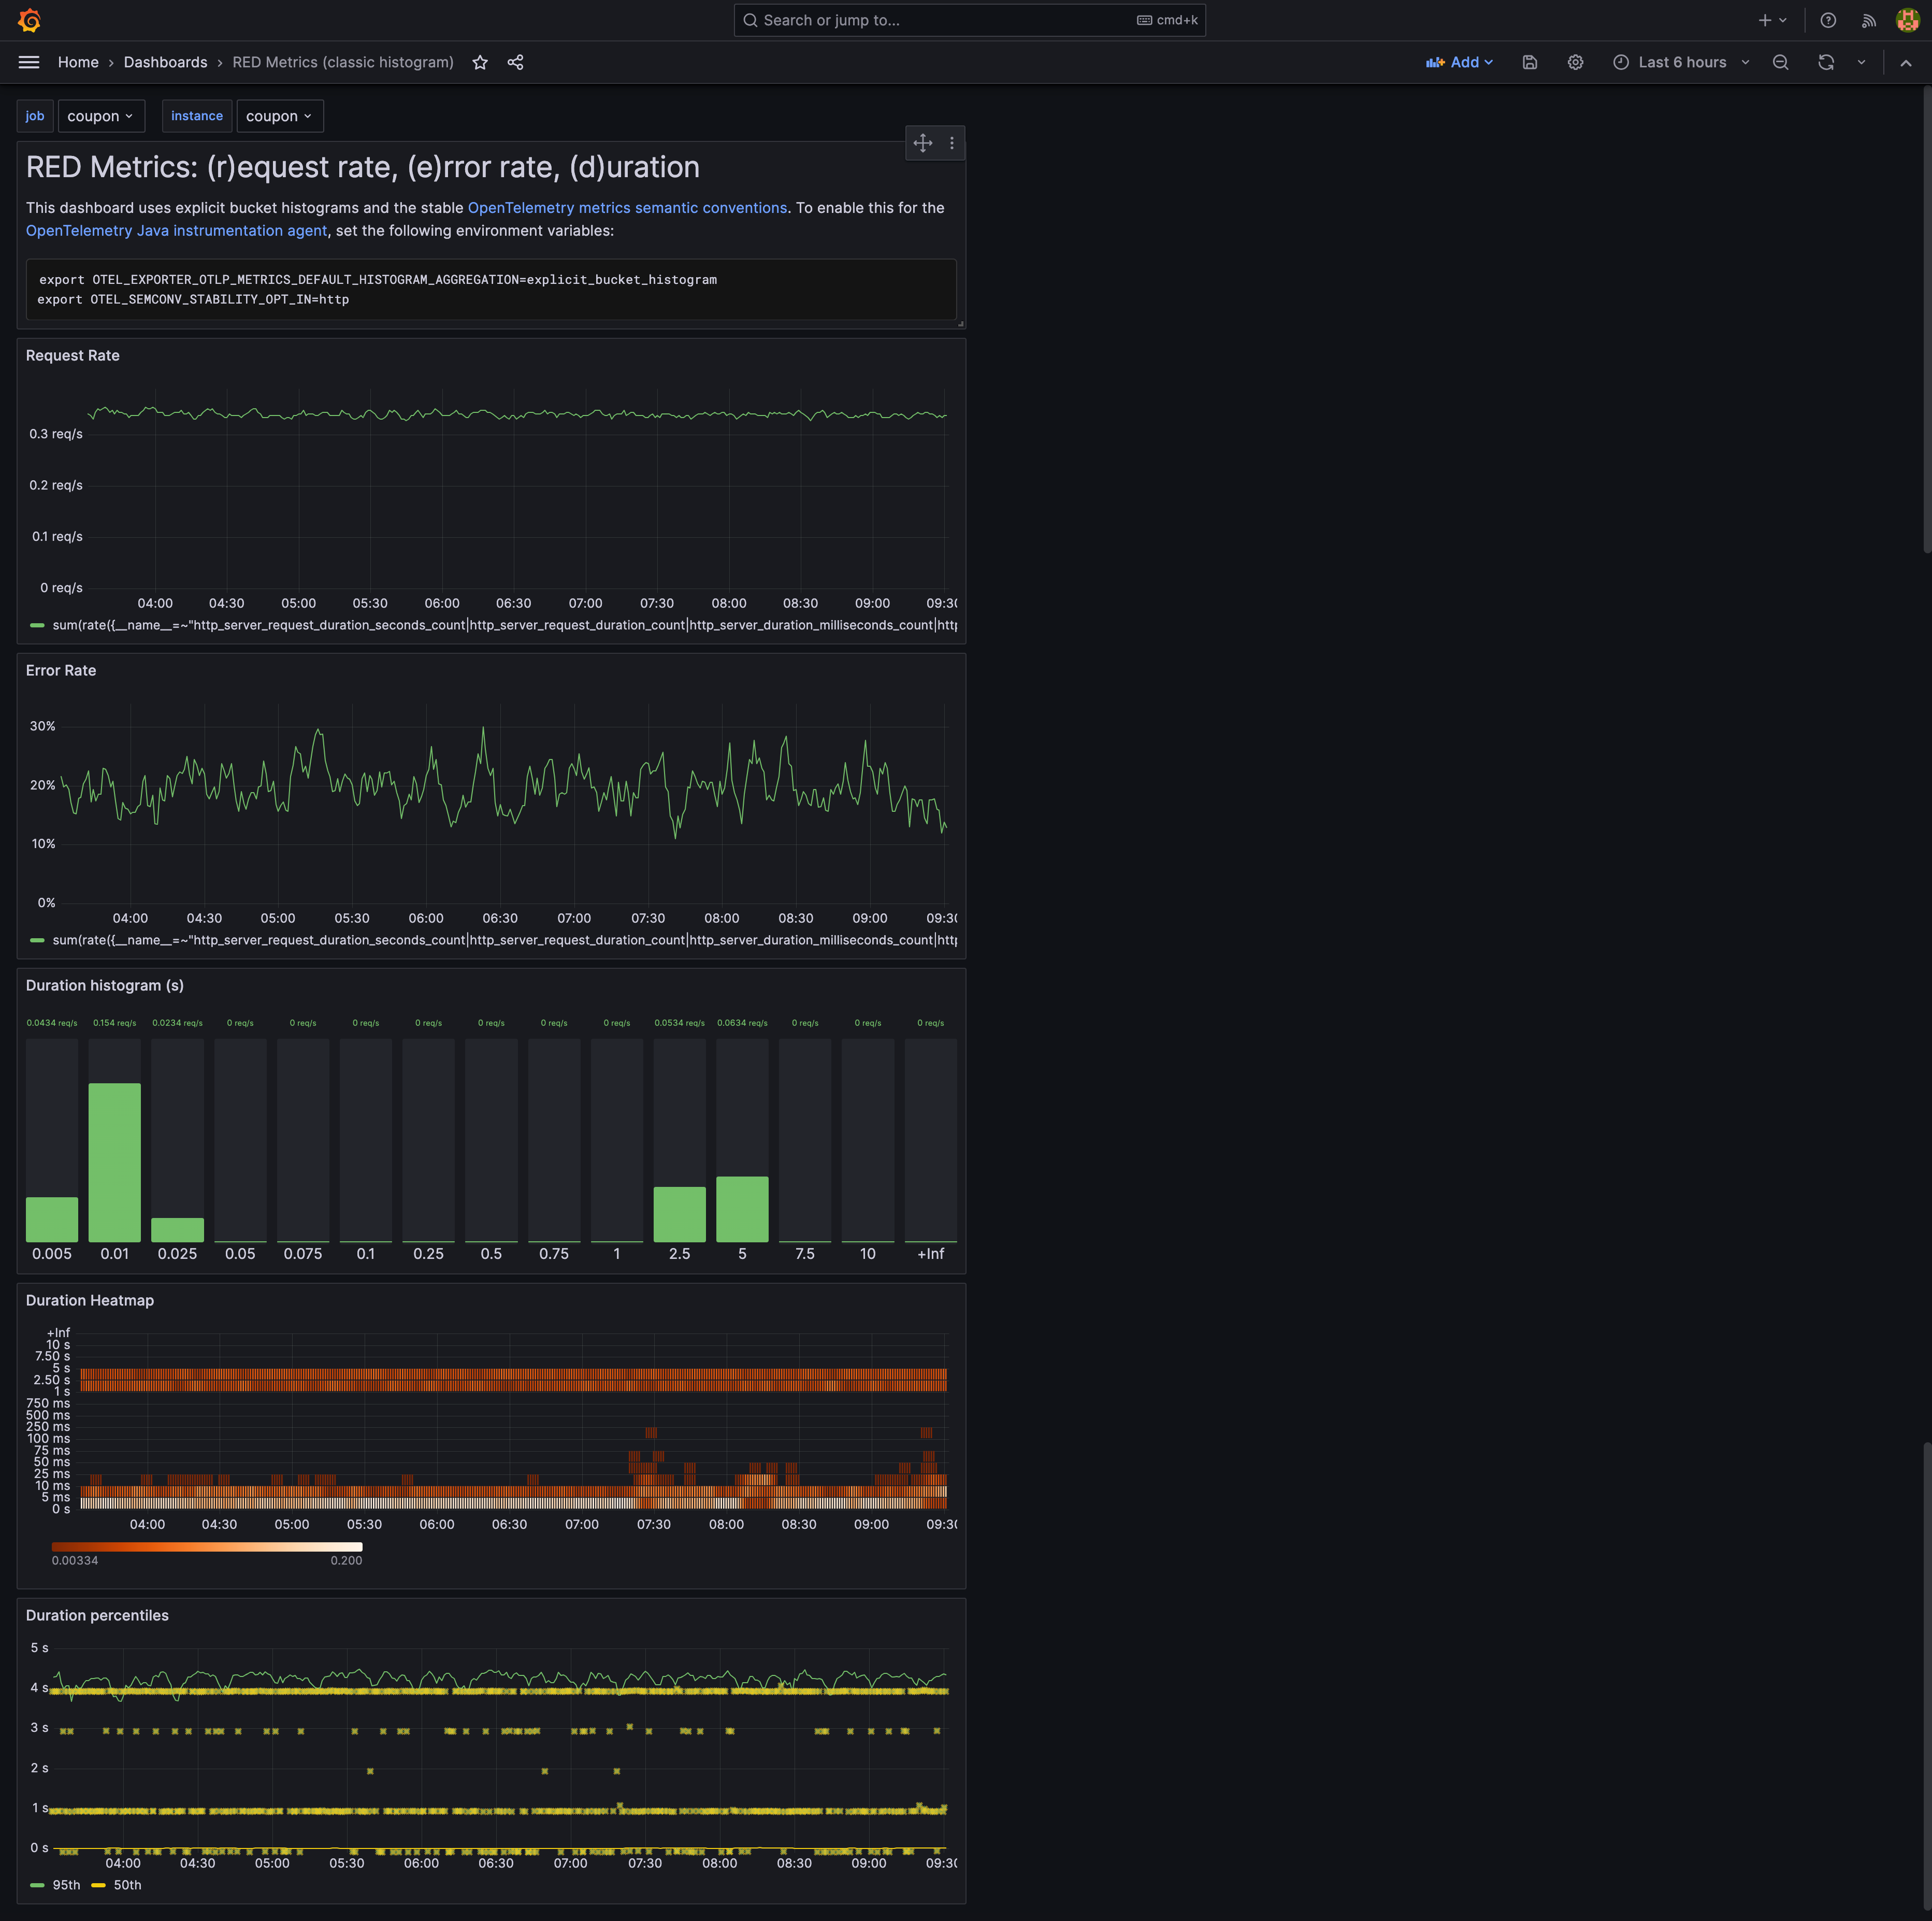 Search or jump to...
cmd+k
Home › Dashboards › RED Metrics (classic histogram)
Add
Last 6 hours
job coupon instance coupon
RED Metrics: (r)equest rate, (e)rror rate, (d)uration
This dashboard uses explicit bucket histograms and the stable OpenTelemetry metrics semantic conventions. To enable this for the
OpenTelemetry Java instrumentation agent, set the following environment variables:
export OTEL_EXPORTER_OTLP_METRICS_DEFAULT_HISTOGRAM_AGGREGATION=explicit_bucket_histogram
export OTEL_SEMCONV_STABILITY_OPT_IN=http
Request Rate
0.3 req/s
0.2 req/s
0.1 req/s
0 req/s
04:00 04:30 05:00 05:30 06:00 06:30 07:00 07:30 08:00 08:30 09:00 09:30
sum(rate({__name__=~"http_server_request_duration_seconds_count|http_server_request_duration_count|http_server_duration_milliseconds_count|http
Error Rate
30%
20%
10%
0%
04:00 04:30 05:00 05:30 06:00 06:30 07:00 07:30 08:00 08:30 09:00 09:30
sum(rate({__name__=~"http_server_request_duration_seconds_count|http_server_request_duration_count|http_server_duration_milliseconds_count|http
Duration histogram (s)
0.0434 req/s 0.154 req/s 0.0234 req/s 0 req/s 0 req/s 0 req/s 0 req/s 0 req/s 0 req/s 0 req/s 0.0534 req/s 0.0634 req/s 0 req/s 0 req/s 0 req/s
0.005 0.01 0.025 0.05 0.075 0.1 0.25 0.5 0.75 1 2.5 5 7.5 10 +Inf
Duration Heatmap
+Inf
10 s
7.50 s
5 s
2.50 s
1 s
750 ms
500 ms
250 ms
100 ms
75 ms
50 ms
25 ms
10 ms
5 ms
0 s
04:00 04:30 05:00 05:30 06:00 06:30 07:00 07:30 08:00 08:30 09:00 09:30
0.00334 0.200
Duration percentiles
5 s
4 s
3 s
2 s
1 s
0 s
04:00 04:30 05:00 05:30 06:00 06:30 07:00 07:30 08:00 08:30 09:00 09:30
95th 50th